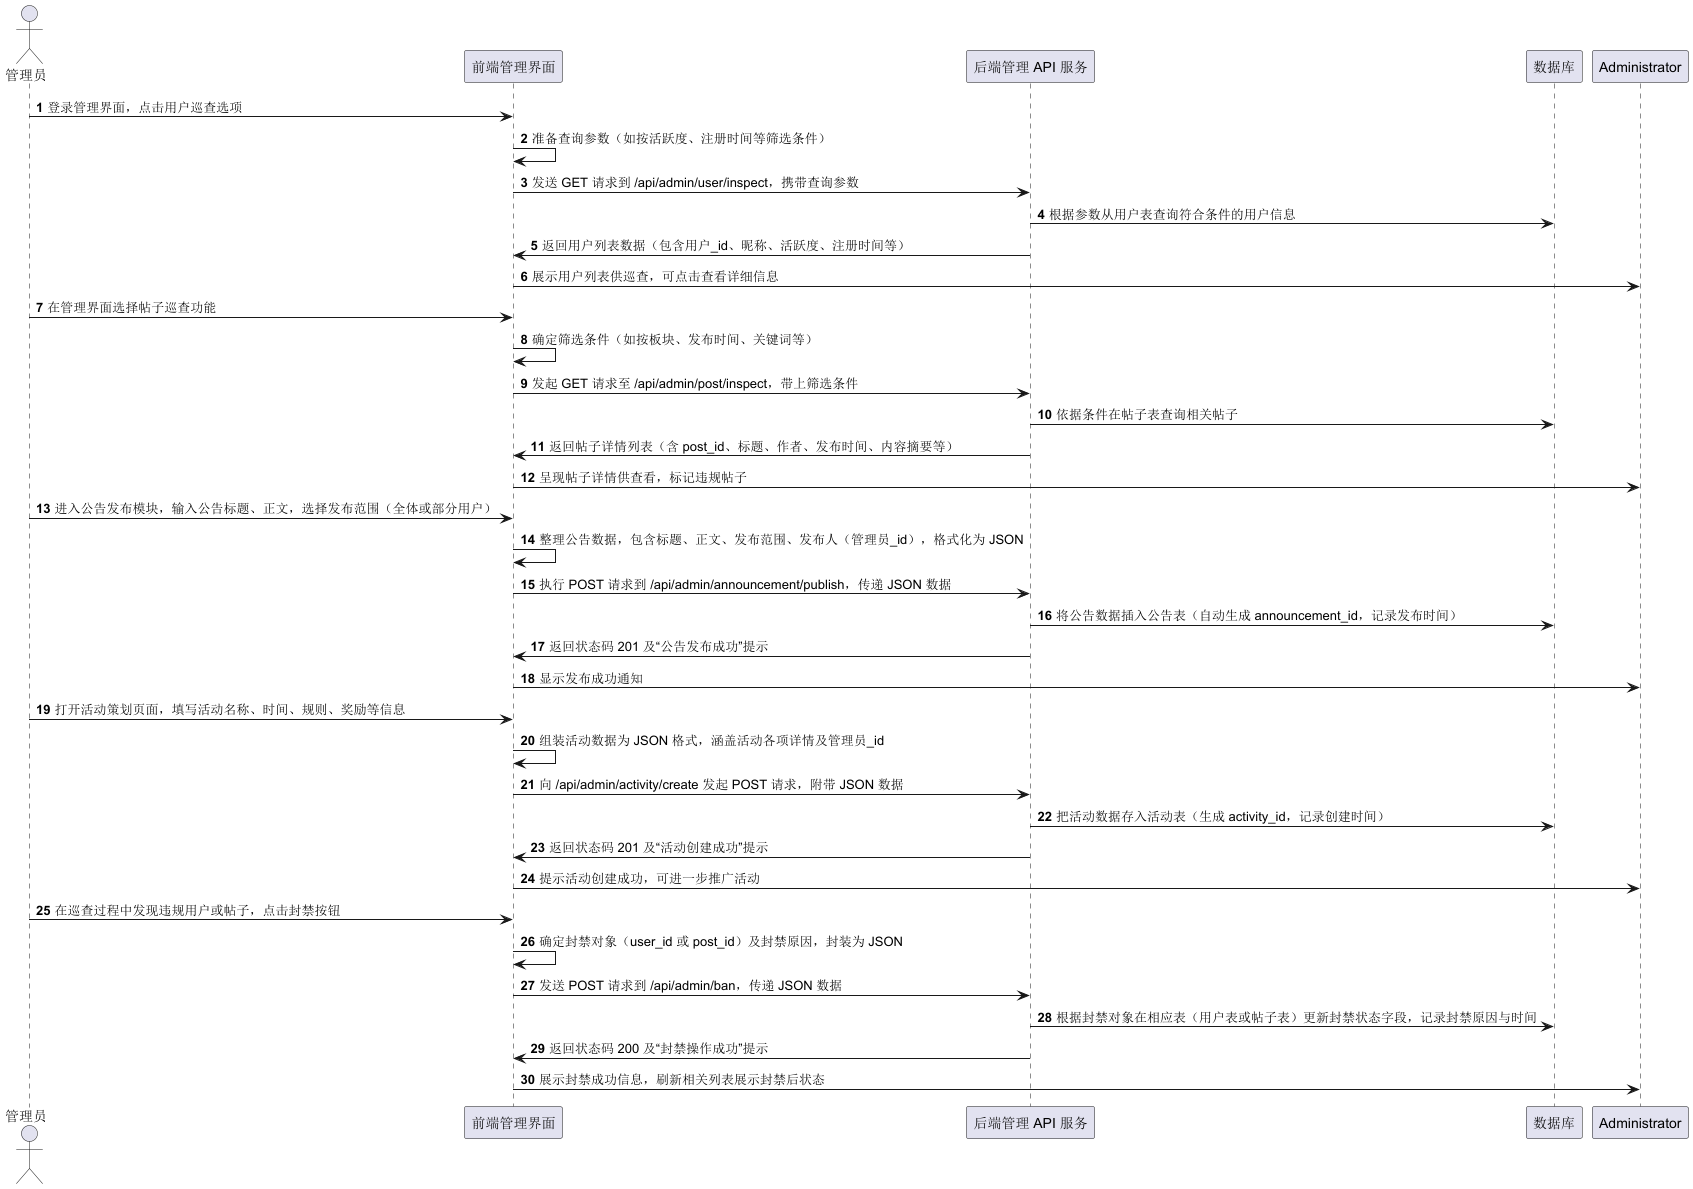 管理员
前端管理界面
后端管理 API 服务
数据库
Administrator
1 登录管理界面，点击用户巡查选项
2 准备查询参数（如按活跃度、注册时间等筛选条件）
3 发送 GET 请求到 /api/admin/user/inspect，携带查询参数
4 根据参数从用户表查询符合条件的用户信息
5 返回用户列表数据（包含用户_id、昵称、活跃度、注册时间等）
6 展示用户列表供巡查，可点击查看详细信息
7 在管理界面选择帖子巡查功能
8 确定筛选条件（如按板块、发布时间、关键词等）
9 发起 GET 请求至 /api/admin/post/inspect，带上筛选条件
10 依据条件在帖子表查询相关帖子
11 返回帖子详情列表（含 post_id、标题、作者、发布时间、内容摘要等）
12 呈现帖子详情供查看，标记违规帖子
13 进入公告发布模块，输入公告标题、正文，选择发布范围（全体或部分用户）
14 整理公告数据，包含标题、正文、发布范围、发布人（管理员_id），格式化为 JSON
15 执行 POST 请求到 /api/admin/announcement/publish，传递 JSON 数据
16 将公告数据插入公告表（自动生成 announcement_id，记录发布时间）
17 返回状态码 201 及“公告发布成功”提示
18 显示发布成功通知
19 打开活动策划页面，填写活动名称、时间、规则、奖励等信息
20 组装活动数据为 JSON 格式，涵盖活动各项详情及管理员_id
21 向 /api/admin/activity/create 发起 POST 请求，附带 JSON 数据
22 把活动数据存入活动表（生成 activity_id，记录创建时间）
23 返回状态码 201 及“活动创建成功”提示
24 提示活动创建成功，可进一步推广活动
25 在巡查过程中发现违规用户或帖子，点击封禁按钮
26 确定封禁对象（user_id 或 post_id）及封禁原因，封装为 JSON
27 发送 POST 请求到 /api/admin/ban，传递 JSON 数据
28 根据封禁对象在相应表（用户表或帖子表）更新封禁状态字段，记录封禁原因与时间
29 返回状态码 200 及“封禁操作成功”提示
30 展示封禁成功信息，刷新相关列表展示封禁后状态
管理员
前端管理界面
后端管理 API 服务
数据库
Administrator